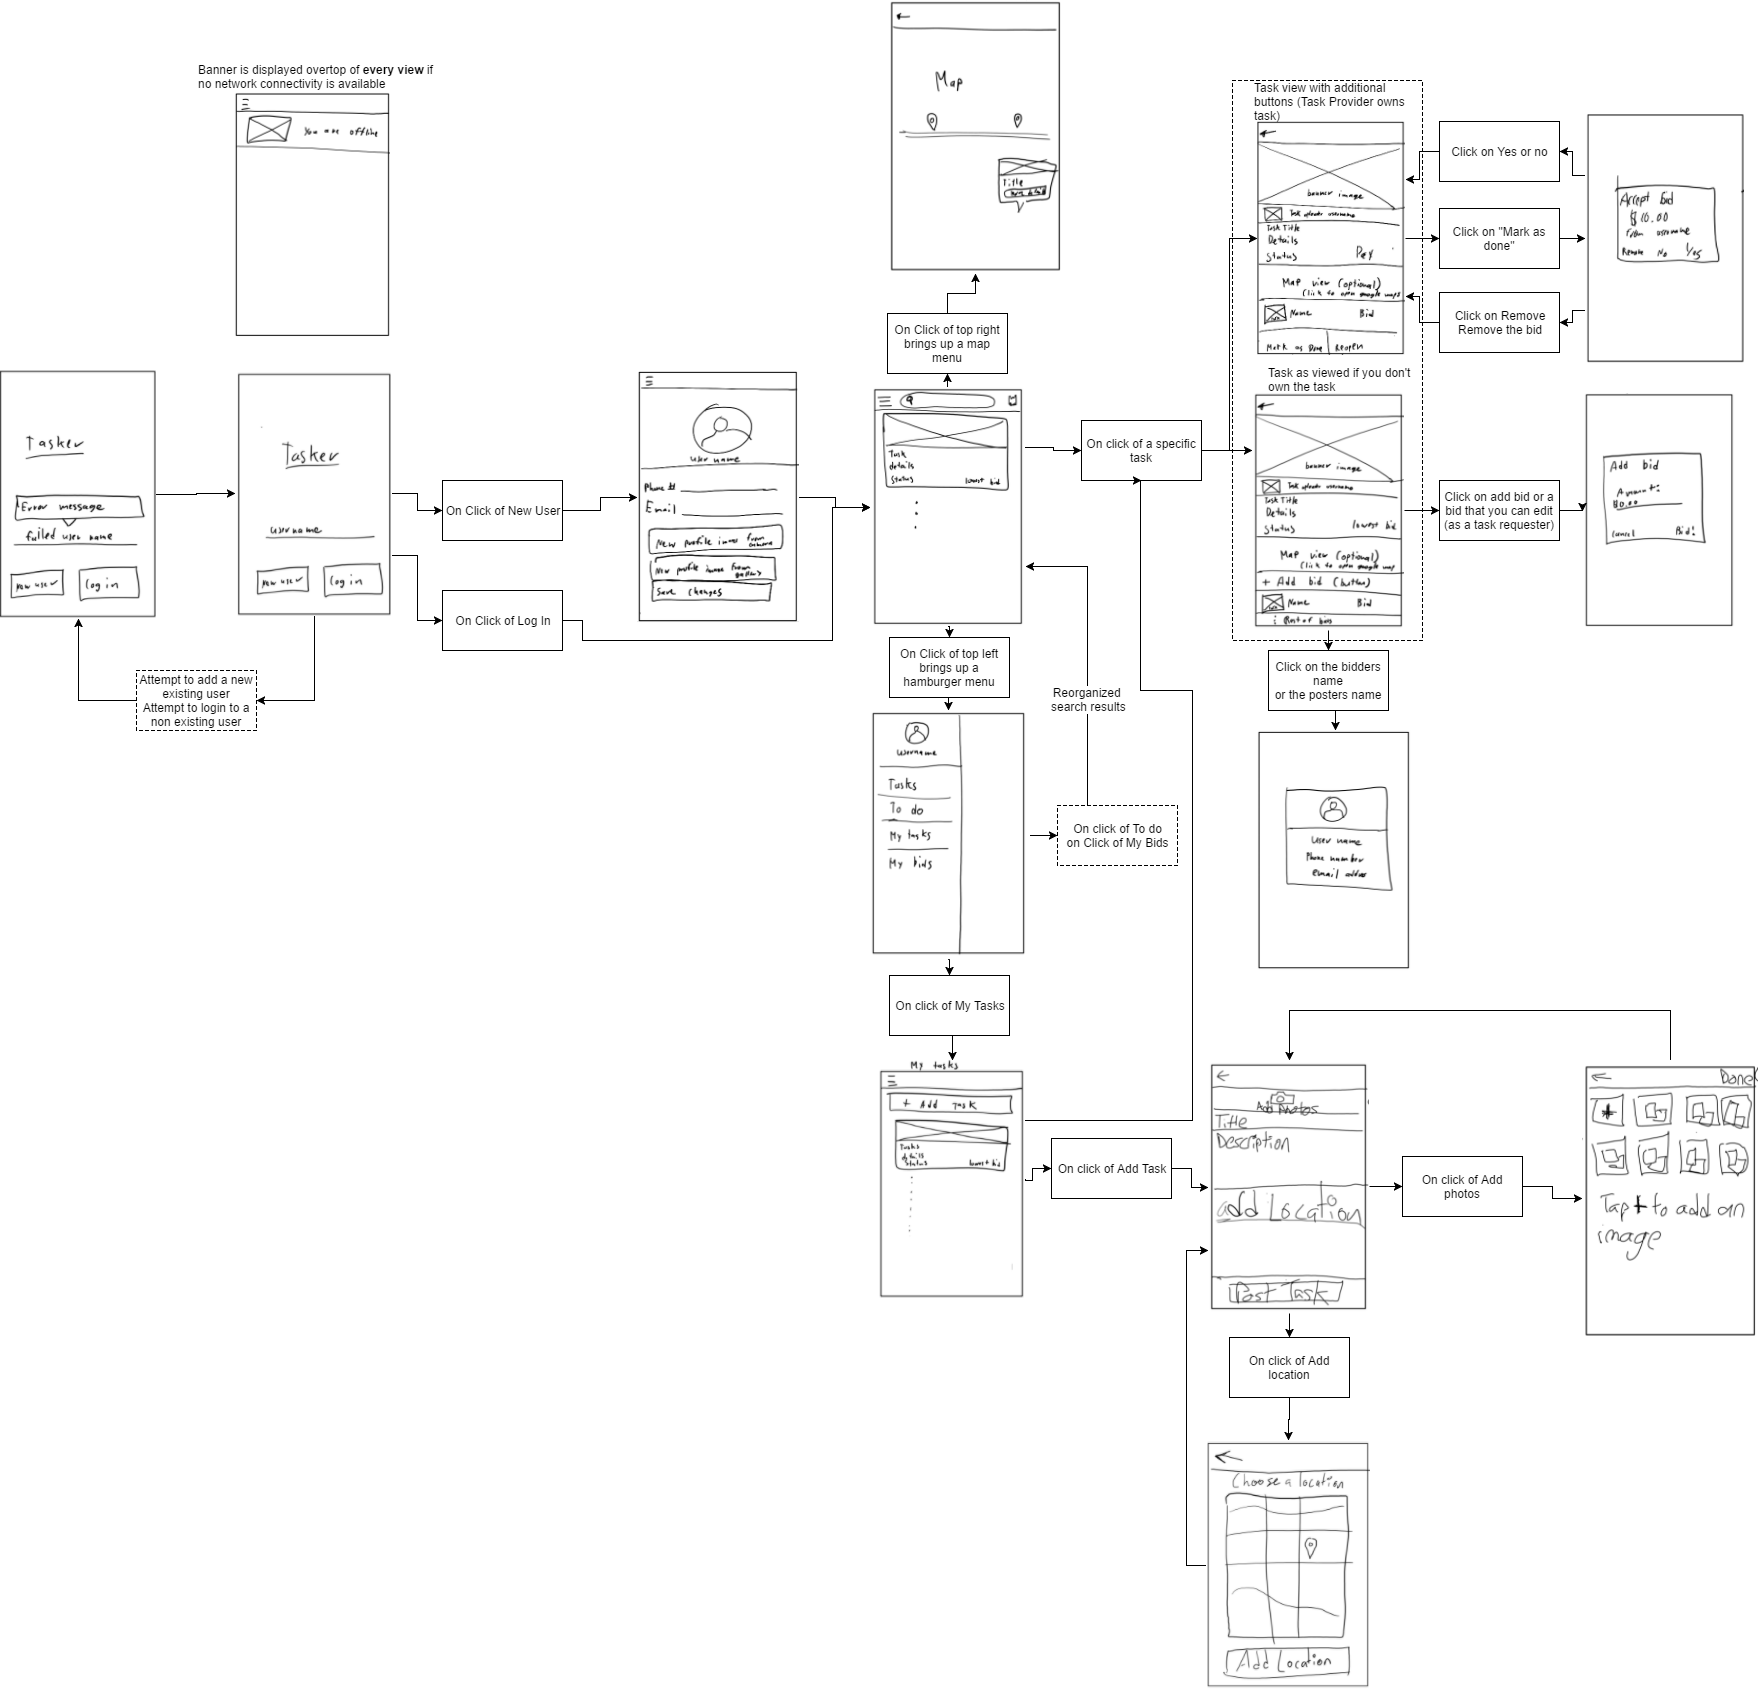 Banner is displayed overtop of every view if
no network connectivity is available
You are offline
Tasker
Error message
failed user name
new user
log in
Tasker
username
new user
log in
Attempt to add a new
existing user
Attempt to login to a
non existing user
On Click of New User
On Click of Log In
user name
Phone #
Email
New profile image from camera
New profile image from gallery
Save changes
Map
Title
On Click of top right
brings up a map
menu
Task
details
Status
lowest bid
On Click of top left
brings up a
hamburger menu
Username
Tasks
To do
My tasks
My bids
Reorganized
search results
On click of To do
on Click of My Bids
On click of My Tasks
My tasks
+ Add Task
Tasks
details
Status
lowest bid
On click of a specific
task
Task view with additional
buttons (Task Provider owns
task)
banner image
Task uploader username
Task Title
Details
Status
Pay
Map view (optional)
(Click to open google maps
Name
Bid
Mark as Done
Reopen
Click on Yes or no
Click on "Mark as
done"
Click on Remove
Remove the bid
Accept bid
$10.00
from username
Remove No Yes
Task as viewed if you don't
own the task
banner image
Task uploader username
Task Title
Details
Status
lowest bid
Map view (optional)
(Click to open google map
+ Add bid (button)
Name
Bid
Rest of bids
Click on add bid or a
bid that you can edit
(as a task requester)
Add bid
Amount:
$0.00
Cancel
Bid!
Click on the bidders
name
or the posters name
User name
Phone number
On click of Add Task
Add Photos
Title
Description
add Location
Post Task
On click of Add
photos
Done
Tap + to add an
image
On click of Add
location
Choose a location
Add Location